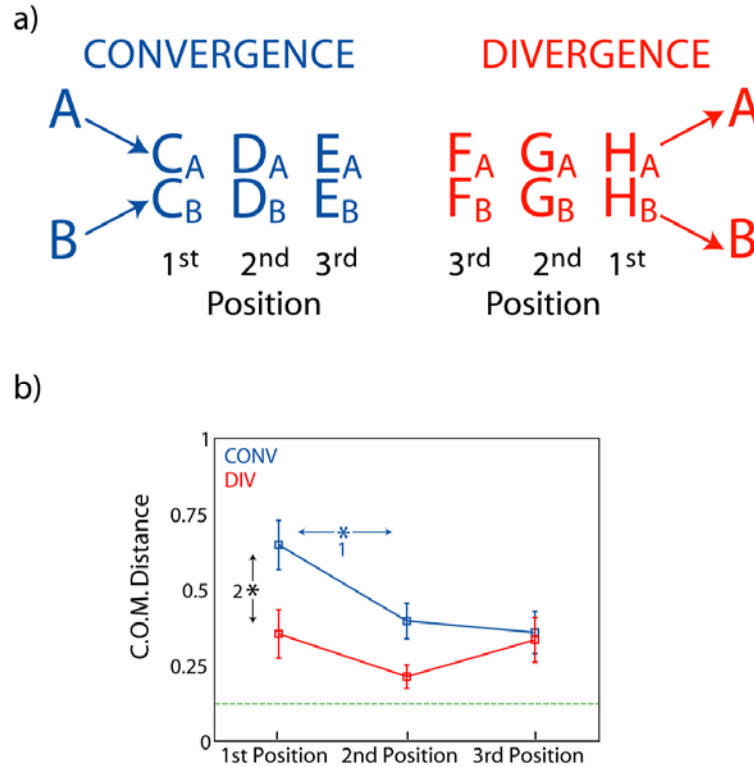 a)
CONVERGENCE DIVERGENCE
A A
CA DA EA FA GA HA
CB DB EB FB GB HB
B B
1st 2nd 3rd 3rd 2nd 1st
Position Position
b)
1
CONV
DIV
0.75
*
1
C.O.M. Distance
0.5
2*
0.25
0
1st Position 2nd Position 3rd Position